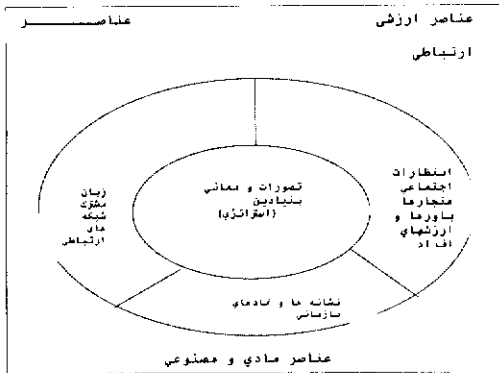 عناصر ارزشی
عناصـــــــر
ارتباطی
تصورات و معانی
بنیادین
(استراتژی)
انتظارات
اجتماعی
هنجارها
باورها و
ارزشهای
افراد
زبان
مشترک
شبکه
های
ارتباطی
نشانه ها و نمادهای
سازمانی
عناصر مادی و مصنوعی